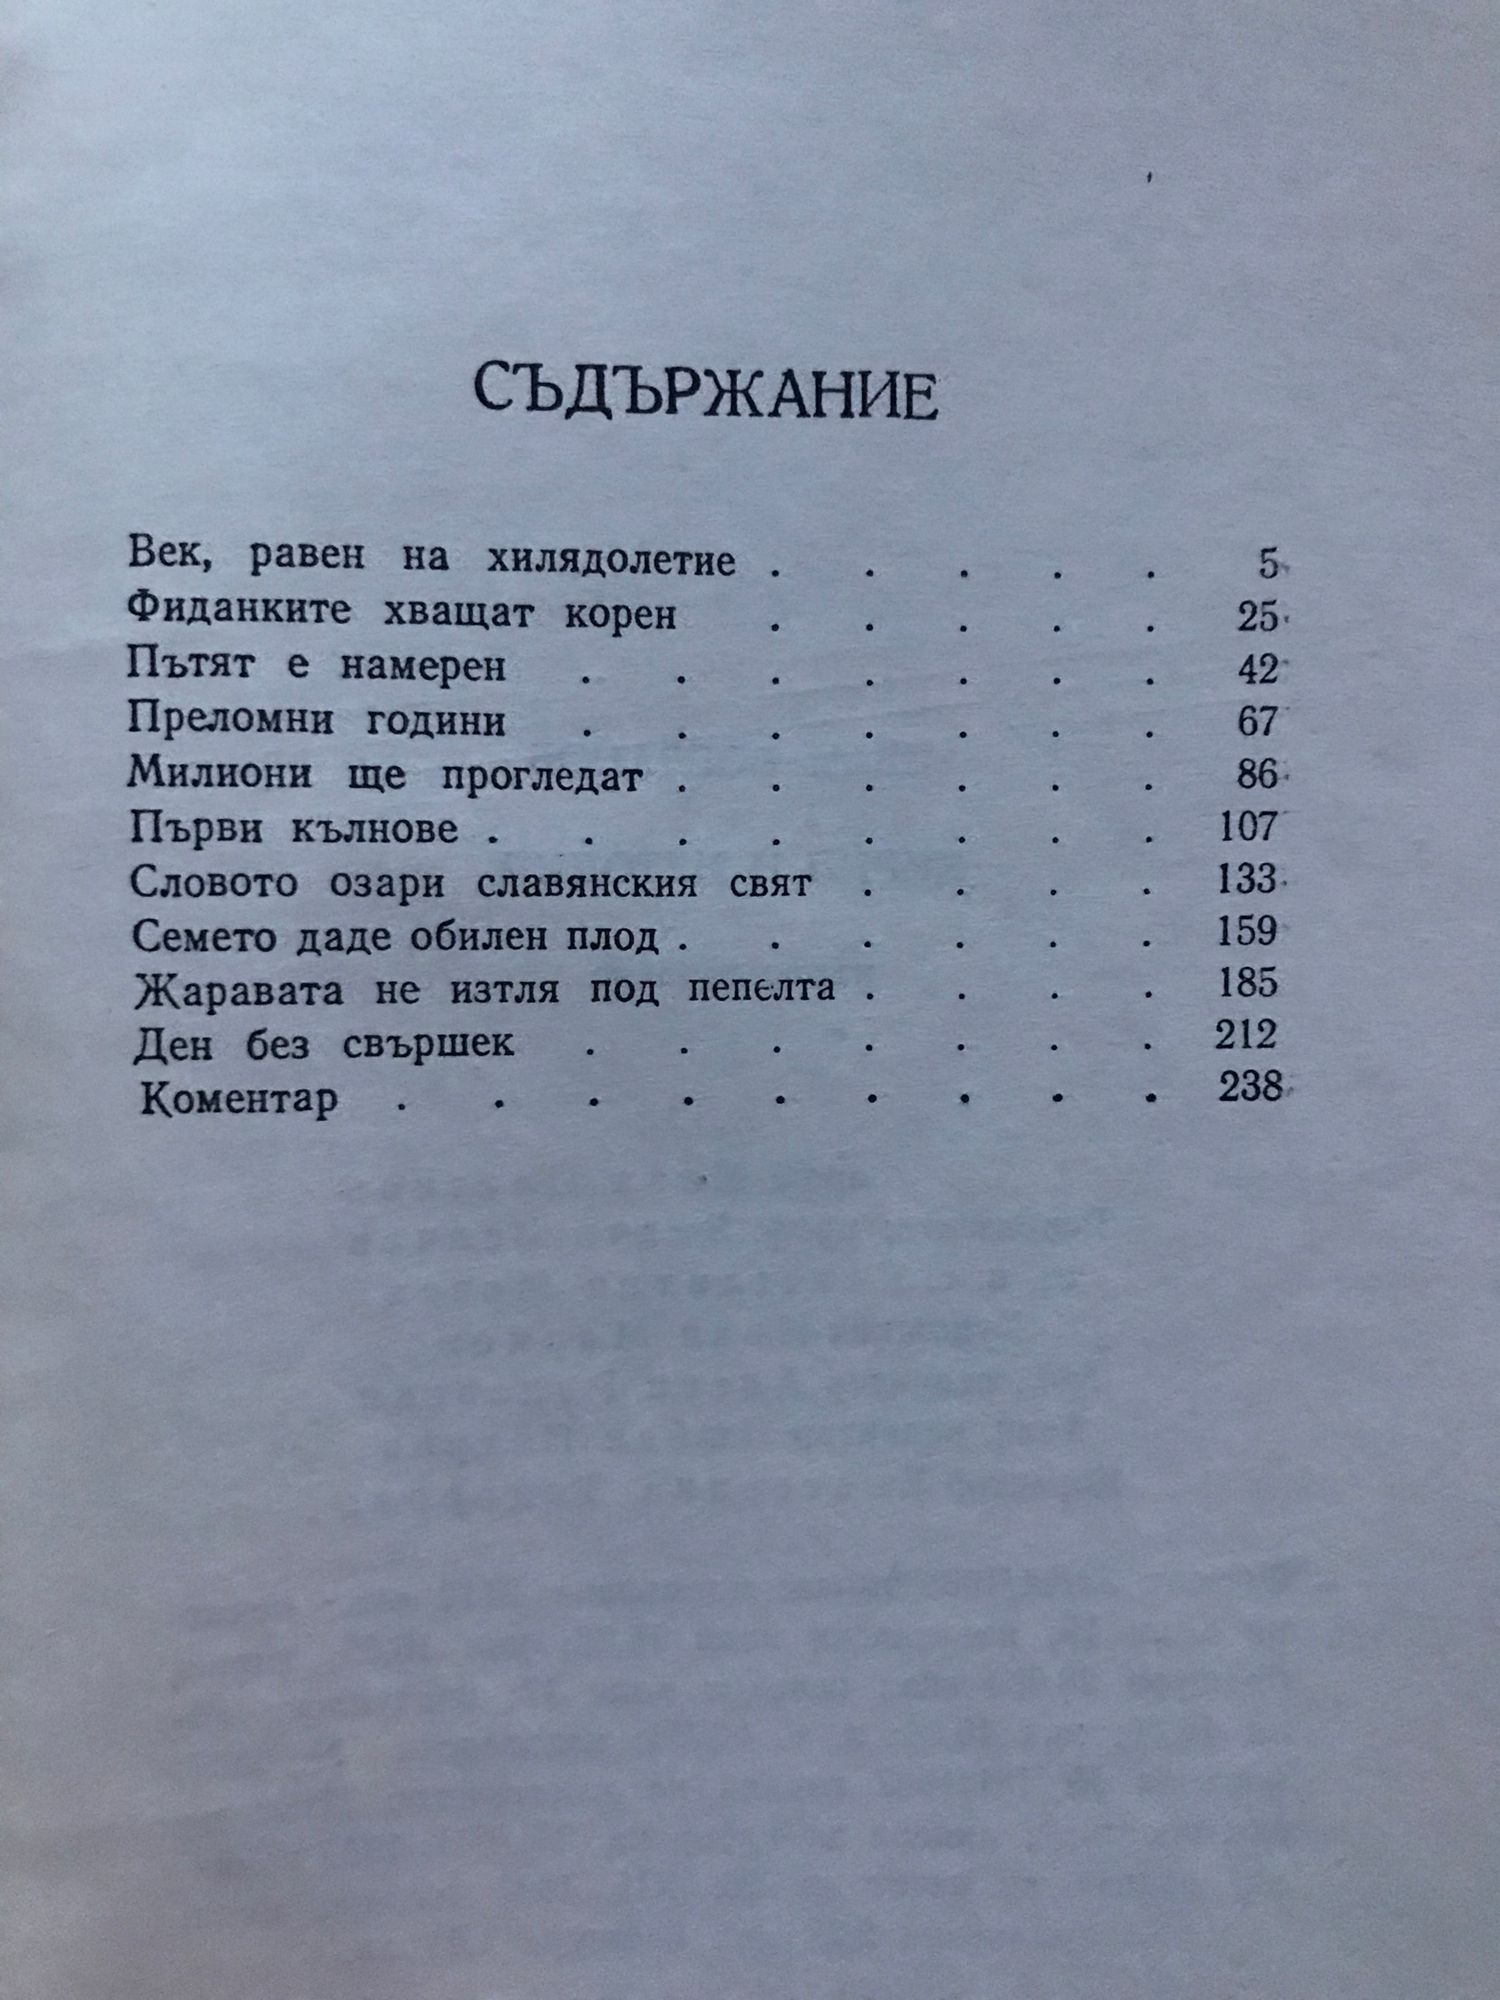 СЪДЪРЖАНИЕ
Век, равен на хилядолетие . . . . . 5
Фиданките хващат корен . . . . . 25
Пътят е намерен . . . . . . . 42
Преломни години . . . . . . . 67
Милиони ще прогледат . . . . . . 86
Първи кълнове . . . . . . . . 107
Словото озари славянския свят . . . . 133
Семето даде обилен плод . . . . . . 159
Жаравата не изтля под пепелта . . . . 185
Ден без свършек . . . . . . . 212
Коментар . . . . . . . . . 238